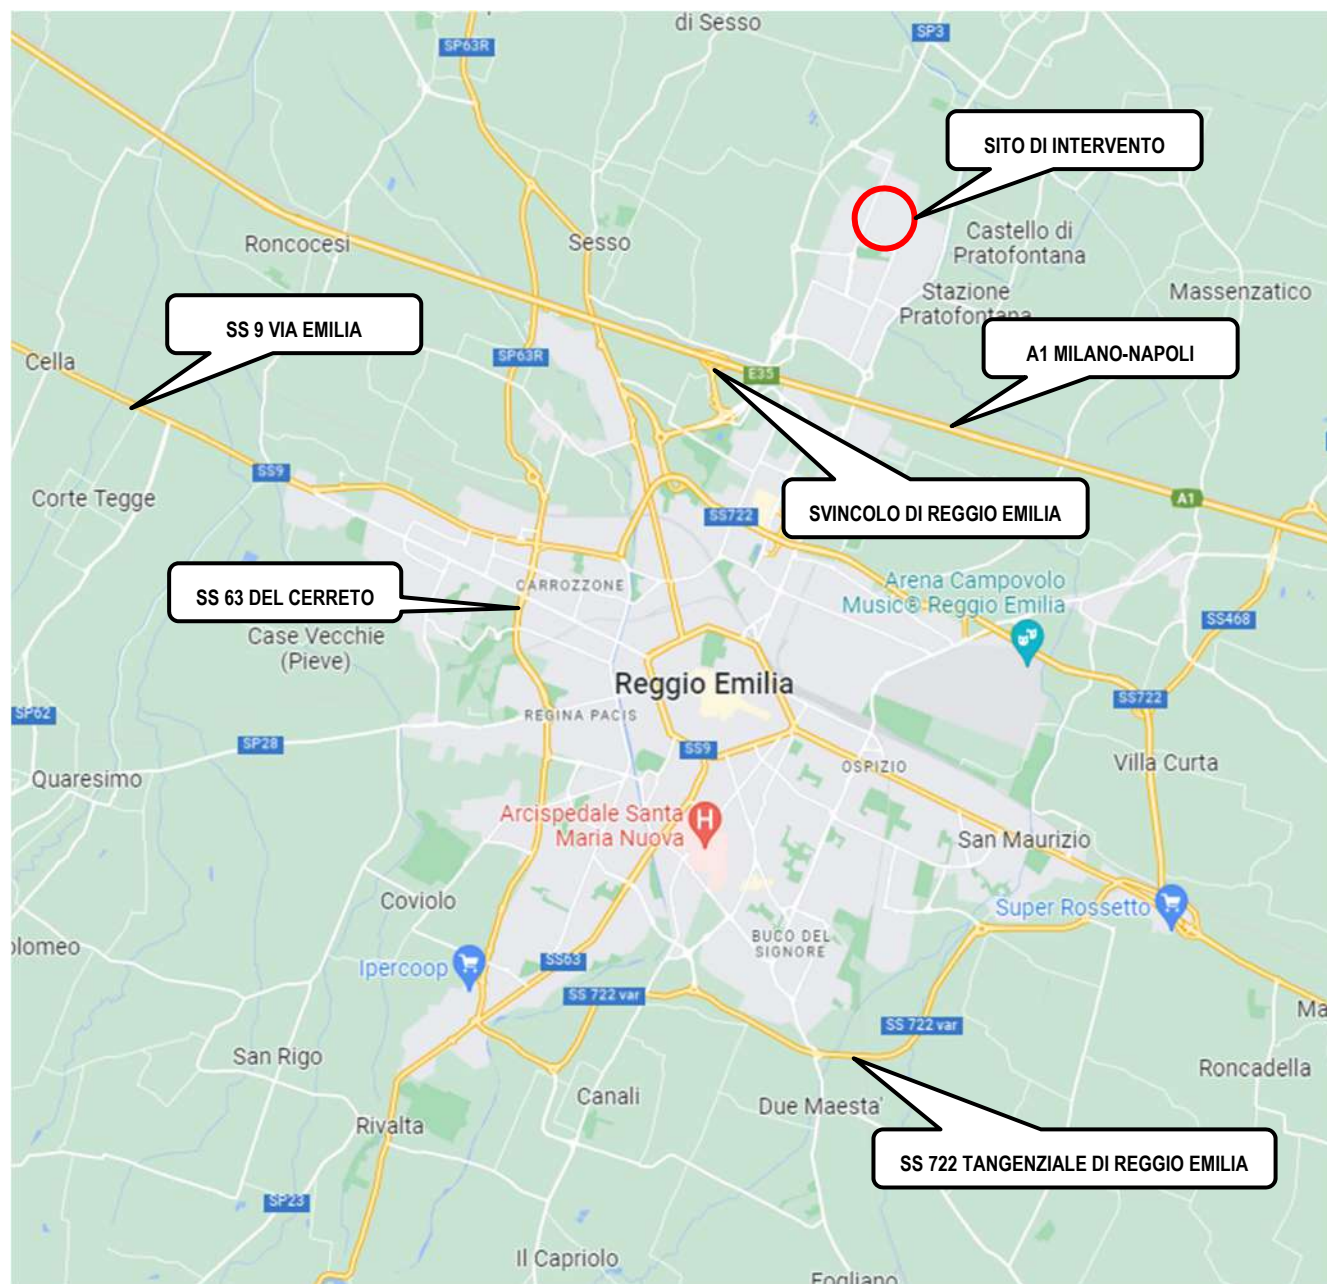 di Sesso
SP3
SP63R
SITO DI INTERVENTO
Roncocesi
Sesso
Castello di
Pratofontana
Stazione
Pratofontana
Massenzatico
SS 9 VIA EMILIA
A1 MILANO-NAPOLI
Cella
SP63R
E35
SS9
Corte Tegge
A1
SVINCOLO DI REGGIO EMILIA
SS722
CARROZZONE
Arena Campovolo
Music® Reggio Emilia
SS 63 DEL CERRETO
SS468
Case Vecchie
(Pieve)
Reggio Emilia
SS722
SP62
REGINA PACIS
SP28
SS9
OSPIZIO
Villa Curta
Quaresimo
Arcispedale Santa
Maria Nuova
H
San Maurizio
Coviolo
Super Rossetto
olomeo
BUCO DEL
SIGNORE
Ipercoop
SS63
SS 722 var
SS 722 var
Ma
San Rigo
Roncadella
Canali
Due Maesta'
Rivalta
SS 722 TANGENZIALE DI REGGIO EMILIA
SP23
Il Capriolo
Fogliano